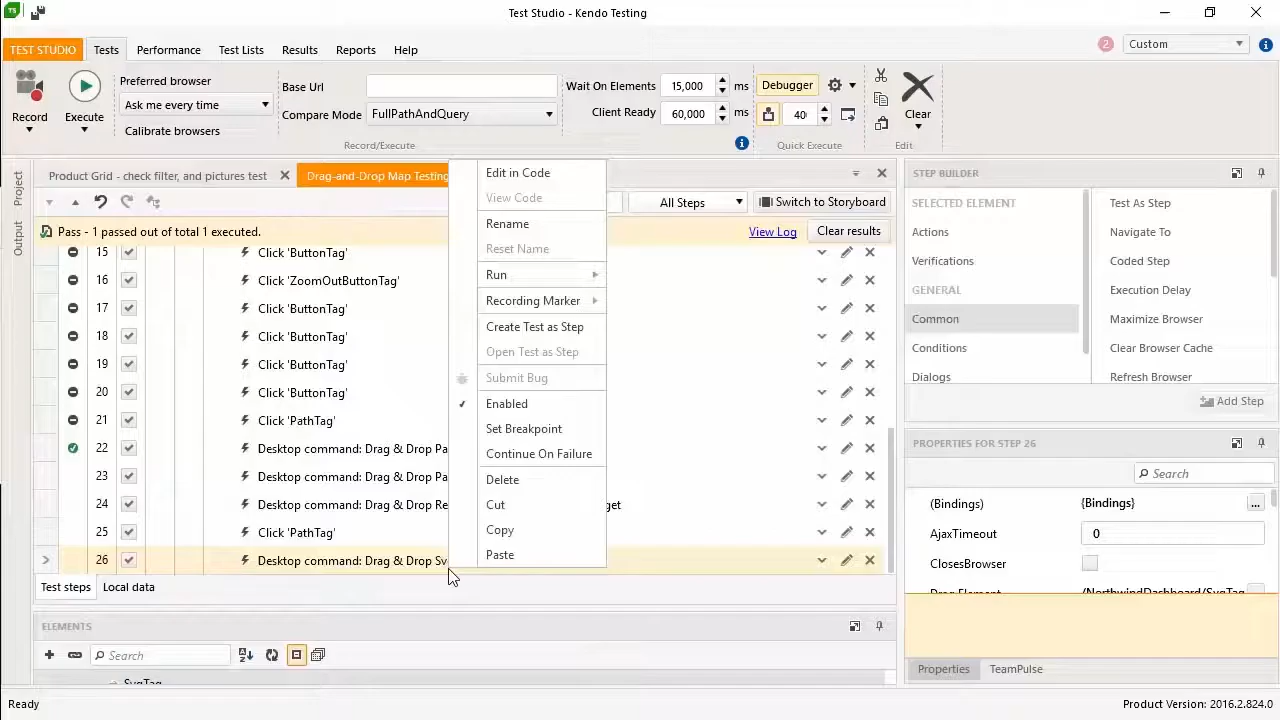 TS
Test Studio - Kendo Testing
TEST STUDIO
Tests
Performance
Test Lists
Results
Reports
Help
2
Custom
Record
Execute
Preferred browser
Ask me every time
Calibrate browsers
Base Url
Compare Mode
FullPathAndQuery
Record/Execute
Wait On Elements
15,000
ms
Client Ready
60,000
ms
Debugger
40
Quick Execute
Clear
Edit
Project
Output
Product Grid - check filter, and pictures test
Drag-and-Drop Map Testing
All Steps
Switch to Storyboard
Pass - 1 passed out of total 1 executed.
View Log
Clear results
15 Click 'ButtonTag'
16 Click 'ZoomOutButtonTag'
17 Click 'ButtonTag'
18 Click 'ButtonTag'
19 Click 'ButtonTag'
20 Click 'ButtonTag'
21 Click 'PathTag'
22 Desktop command: Drag & Drop Pa
23 Desktop command: Drag & Drop Pa
24 Desktop command: Drag & Drop Re
get
25 Click 'PathTag'
26 Desktop command: Drag & Drop Sv
Edit in Code
View Code
Rename
Reset Name
Run
Recording Marker
Create Test as Step
Open Test as Step
Submit Bug
Enabled
Set Breakpoint
Continue On Failure
Delete
Cut
Copy
Paste
Test steps
Local data
ELEMENTS
Search
SvgTag
STEP BUILDER
SELECTED ELEMENT
Actions
Verifications
GENERAL
Common
Conditions
Dialogs
Test As Step
Navigate To
Coded Step
Execution Delay
Maximize Browser
Clear Browser Cache
Refresh Browser
Add Step
PROPERTIES FOR STEP 26
Search
(Bindings) {Bindings} ...
AjaxTimeout 0
ClosesBrowser
Drag Element /NorthwindDashboard/SvgTag
Properties
TeamPulse
Ready
Product Version: 2016.2.824.0